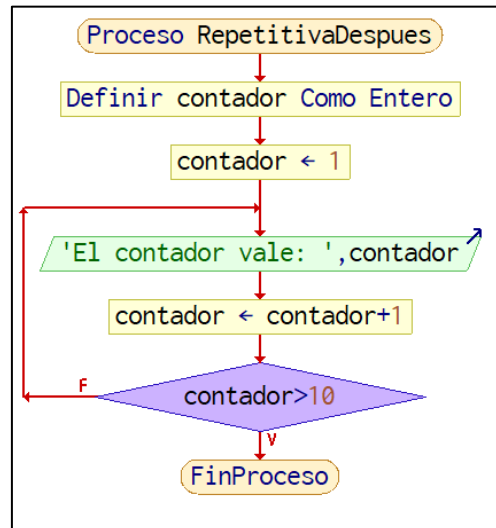 Proceso RepetitivaDespues
Definir contador Como Entero
contador ← 1
'El contador vale: ',contador
contador ← contador+1
contador>10
F
V
FinProceso